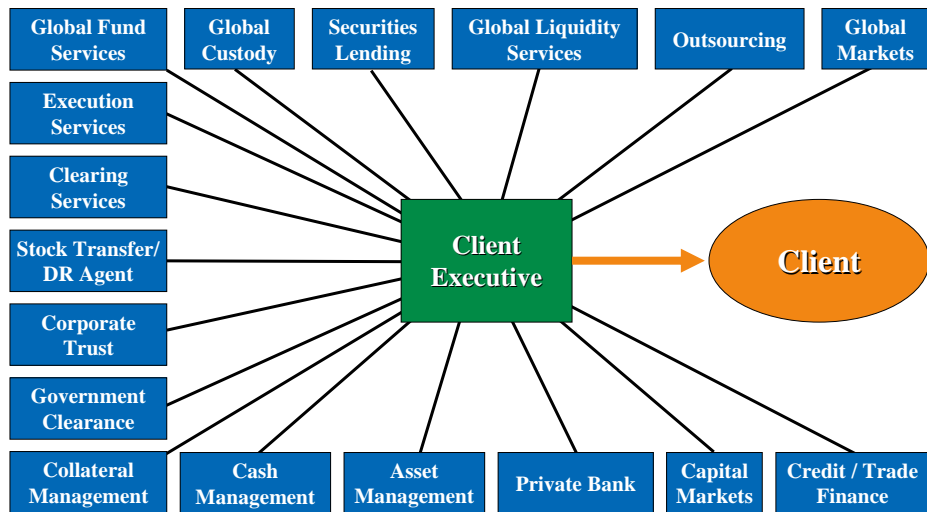 Global Fund
Services
Global
Custody
Securities
Lending
Global Liquidity
Services
Outsourcing
Global
Markets
Execution
Services
Clearing
Services
Stock Transfer/
DR Agent
Corporate
Trust
Government
Clearance
Collateral
Management
Client
Executive
Client
Cash
Management
Asset
Management
Private Bank
Capital
Markets
Credit / Trade
Finance